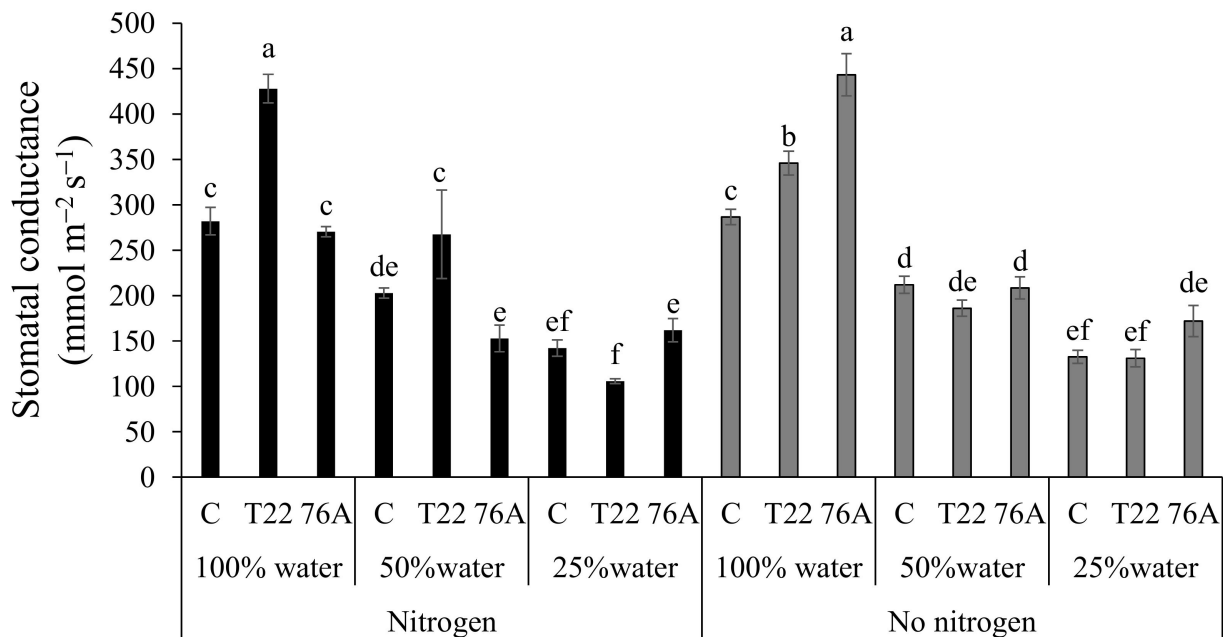 Stomatal conductance
(mmol m⁻² s⁻¹)
500
450
400
350
300
250
200
150
100
50
0
c
a
c
de
c
e
ef
f
e
c
b
a
d
de
d
ef
ef
de
C T22 76A C T22 76A C T22 76A C T22 76A C T22 76A C T22 76A
100% water 50%water 25%water 100% water 50%water 25%water
Nitrogen No nitrogen